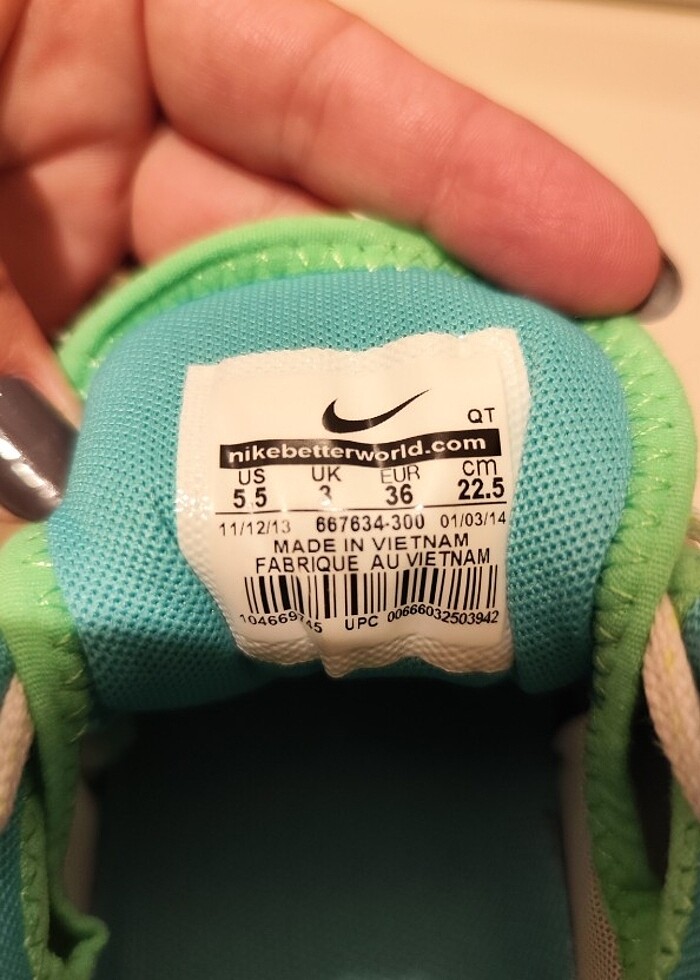 QT
nikebetterworld.com
US UK EUR cm
5.5 3 36 22.5
11/12/13 667634-300 01/03/14
MADE IN VIETNAM
FABRIQUE AU VIETNAM
UPC 00666032503942